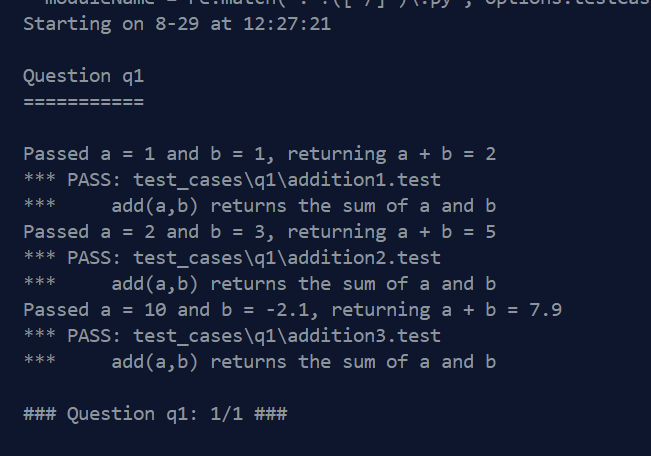 Starting on 8-29 at 12:27:21
Question q1
===========
Passed a = 1 and b = 1, returning a + b = 2
*** PASS: test_cases\q1\addition1.test
***     add(a,b) returns the sum of a and b
Passed a = 2 and b = 3, returning a + b = 5
*** PASS: test_cases\q1\addition2.test
***     add(a,b) returns the sum of a and b
Passed a = 10 and b = -2.1, returning a + b = 7.9
*** PASS: test_cases\q1\addition3.test
***     add(a,b) returns the sum of a and b
### Question q1: 1/1 ###